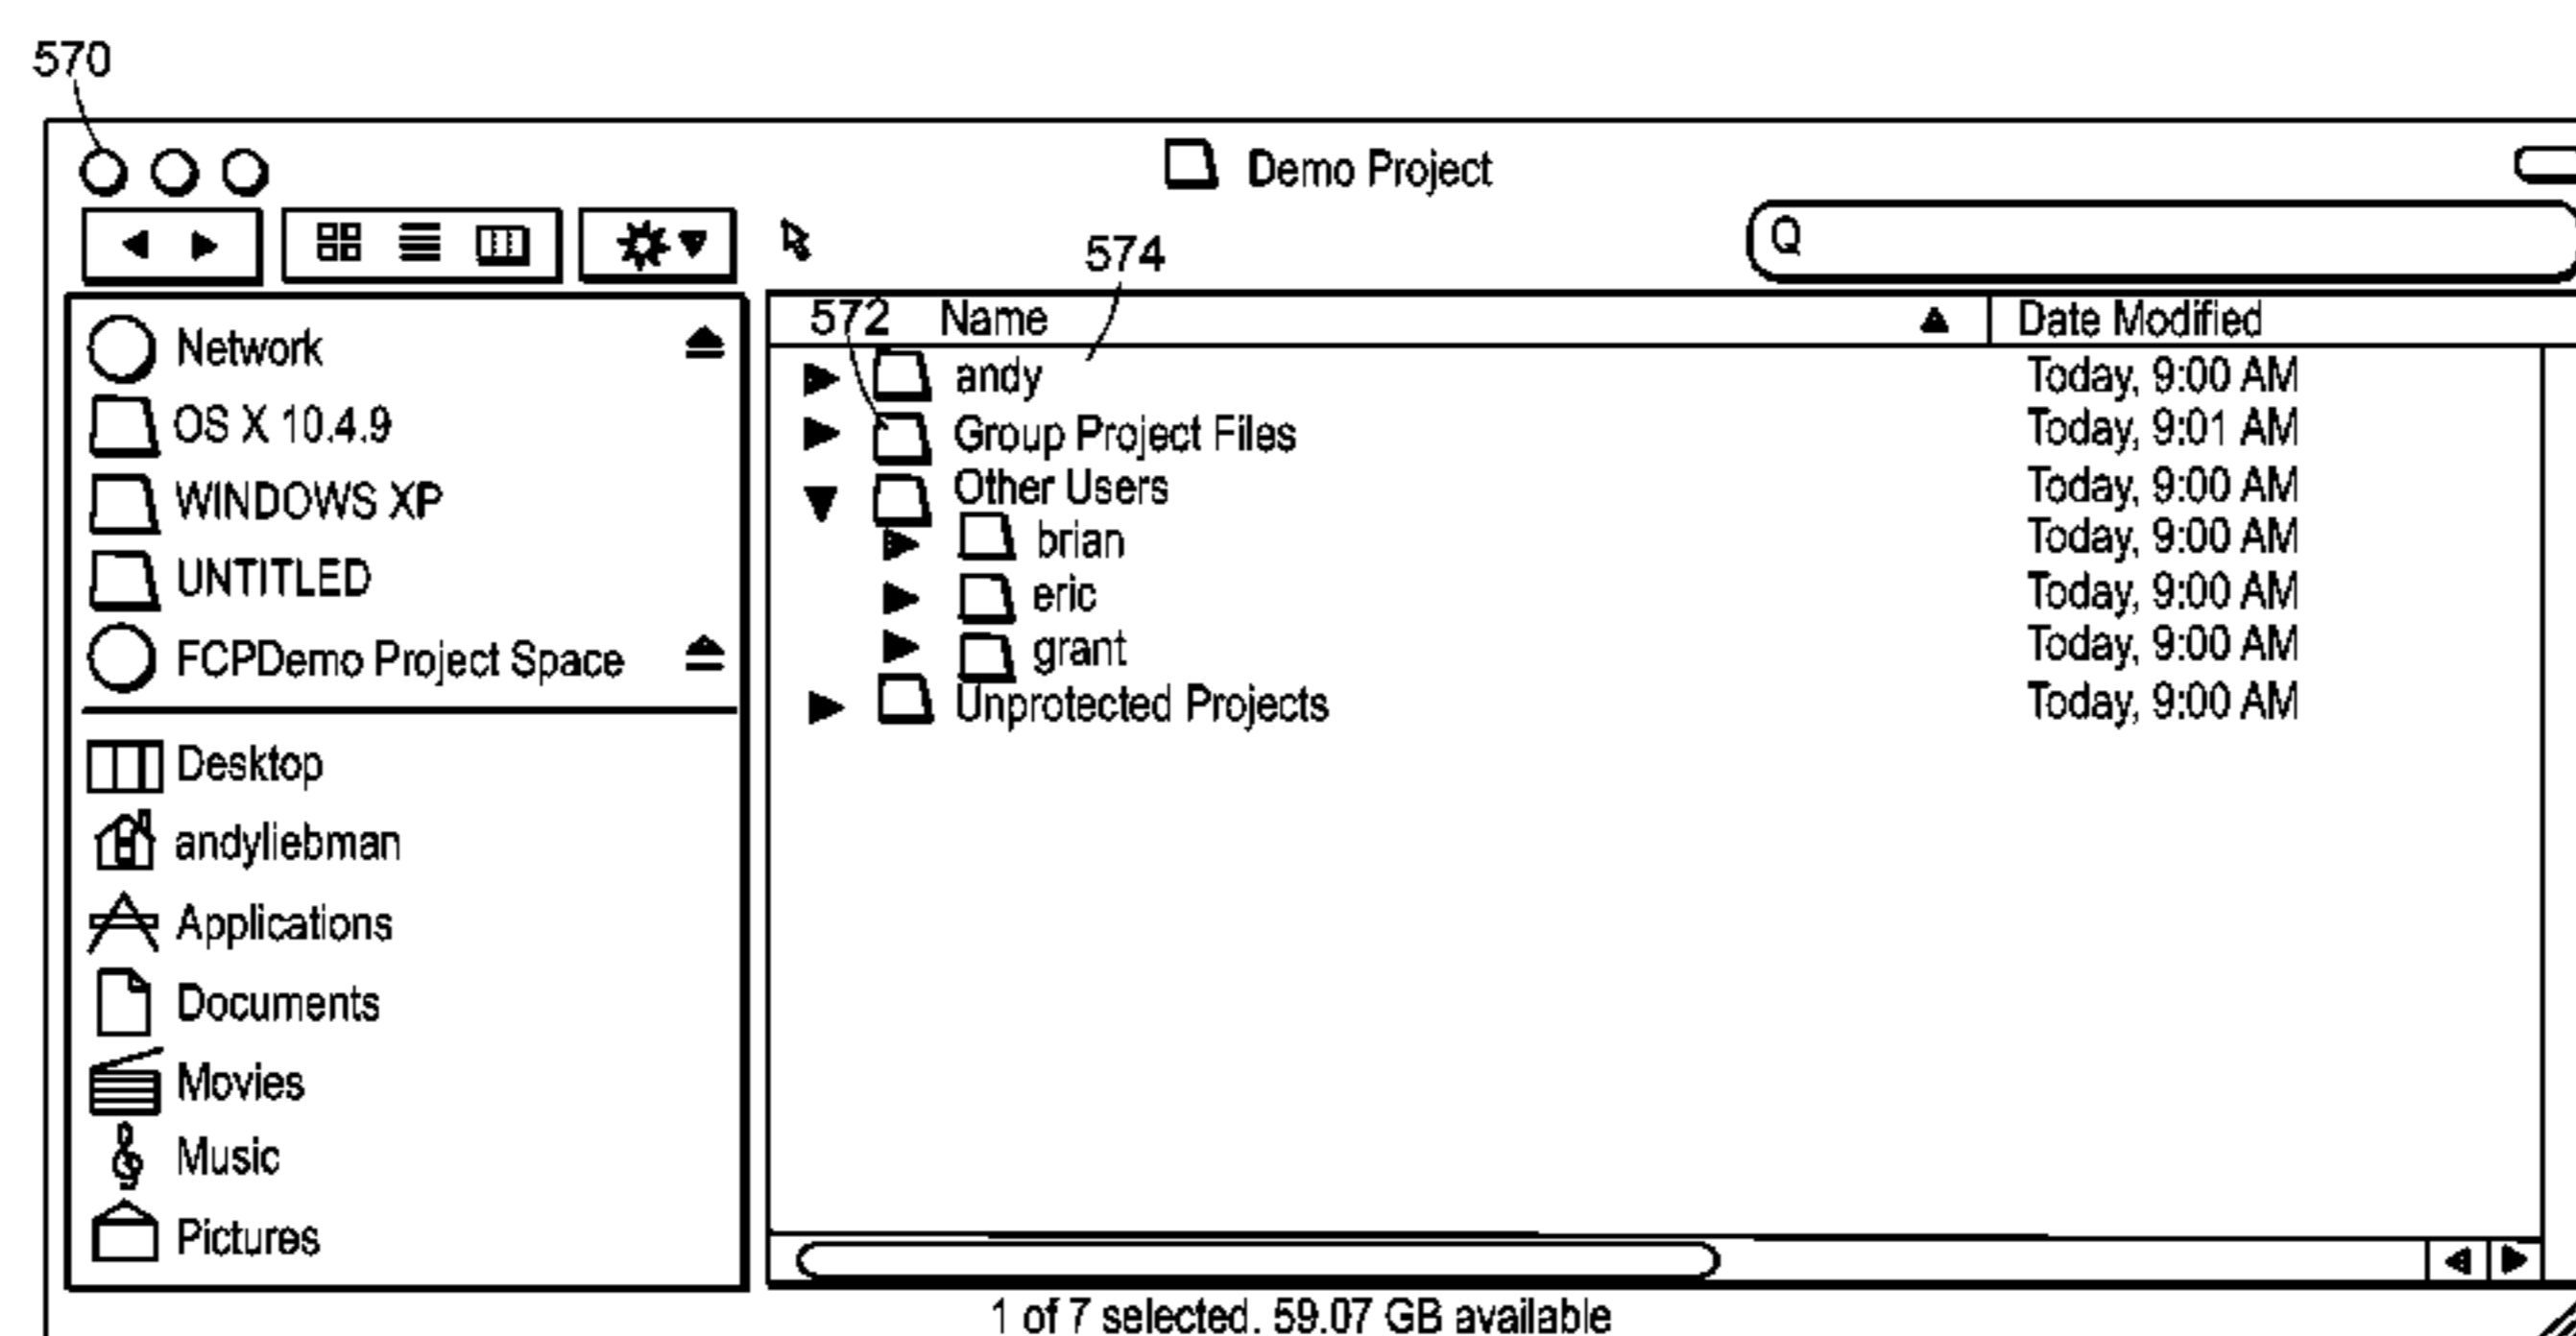 570
Demo Project
574
Q
572 Name Date Modified
Network
OS X 10.4.9
WINDOWS XP
UNTITLED
FCPDemo Project Space
Desktop
andyliebman
Applications
Documents
Movies
Music
Pictures
andy Today, 9:00 AM
Group Project Files Today, 9:01 AM
Other Users Today, 9:00 AM
brian Today, 9:00 AM
eric Today, 9:00 AM
grant Today, 9:00 AM
Unprotected Projects Today, 9:00 AM
1 of 7 selected. 59.07 GB available